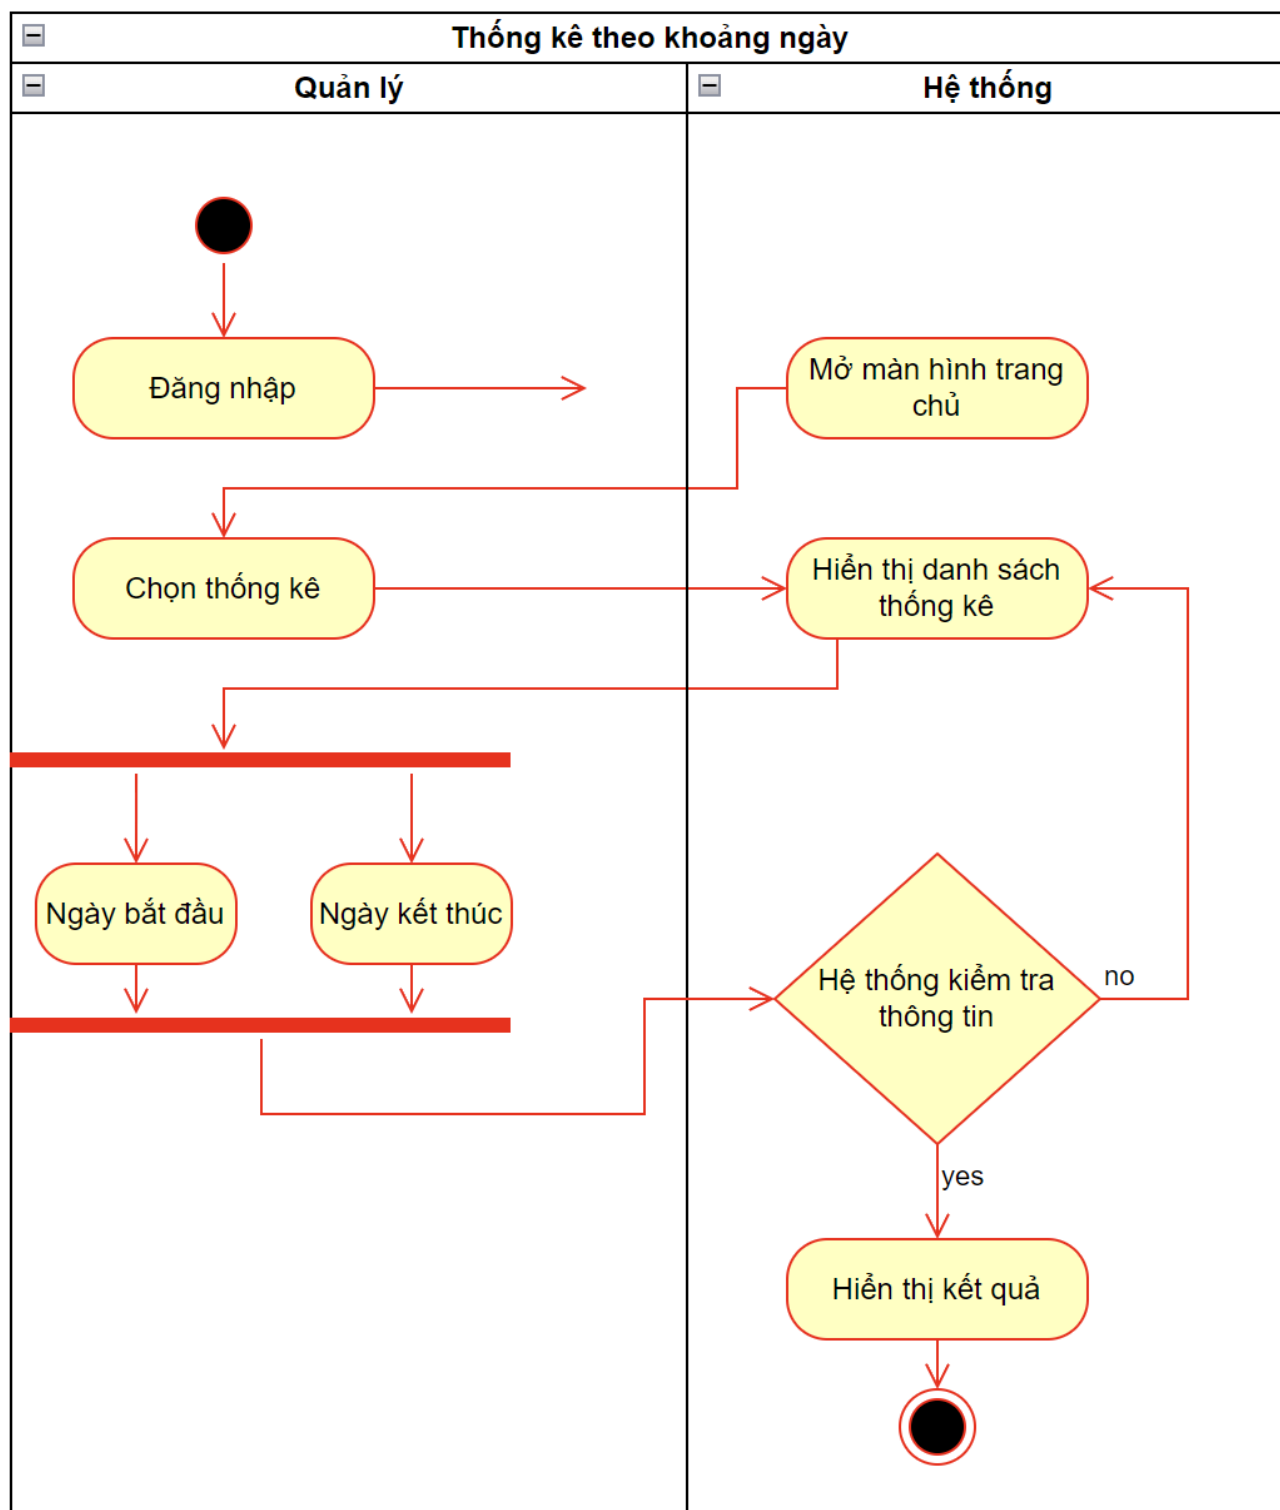 Thống kê theo khoảng ngày
Quản lý
Hệ thống
Đăng nhập
Mở màn hình trang
chủ
Chọn thống kê
Hiển thị danh sách
thống kê
Ngày bắt đầu
Ngày kết thúc
Hệ thống kiểm tra
thông tin
no
yes
Hiển thị kết quả